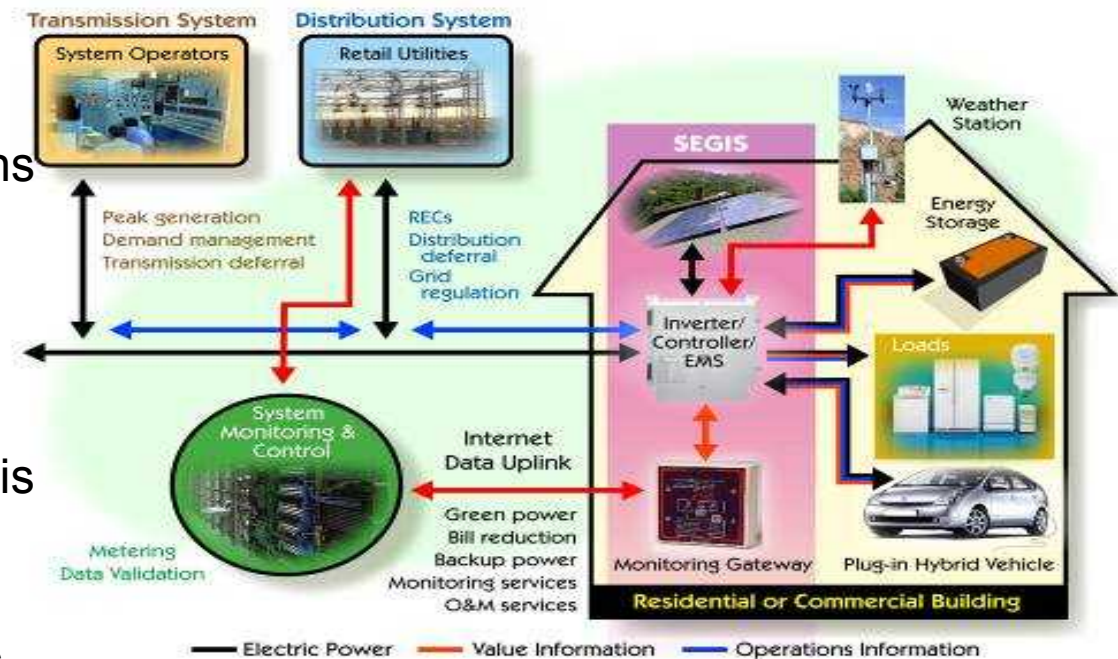 Transmission System
Distribution System
System Operators
Retail Utilities
ns
Peak generation
Demand management
Transmission deferral
RECs
Distribution
deferral
Grid
regulation
SEGIS
Weather
Station
Energy
Storage
Inverter/
Controller/
EMS
Loads
System
Monitoring &
Control
is
Internet
Data Uplink
Green power
Bill reduction
Backup power
Monitoring services
O&M services
Metering
Data Validation
Monitoring Gateway
Plug-in Hybrid Vehicle
Residential or Commercial Building
Electric Power
Value Information
Operations Information